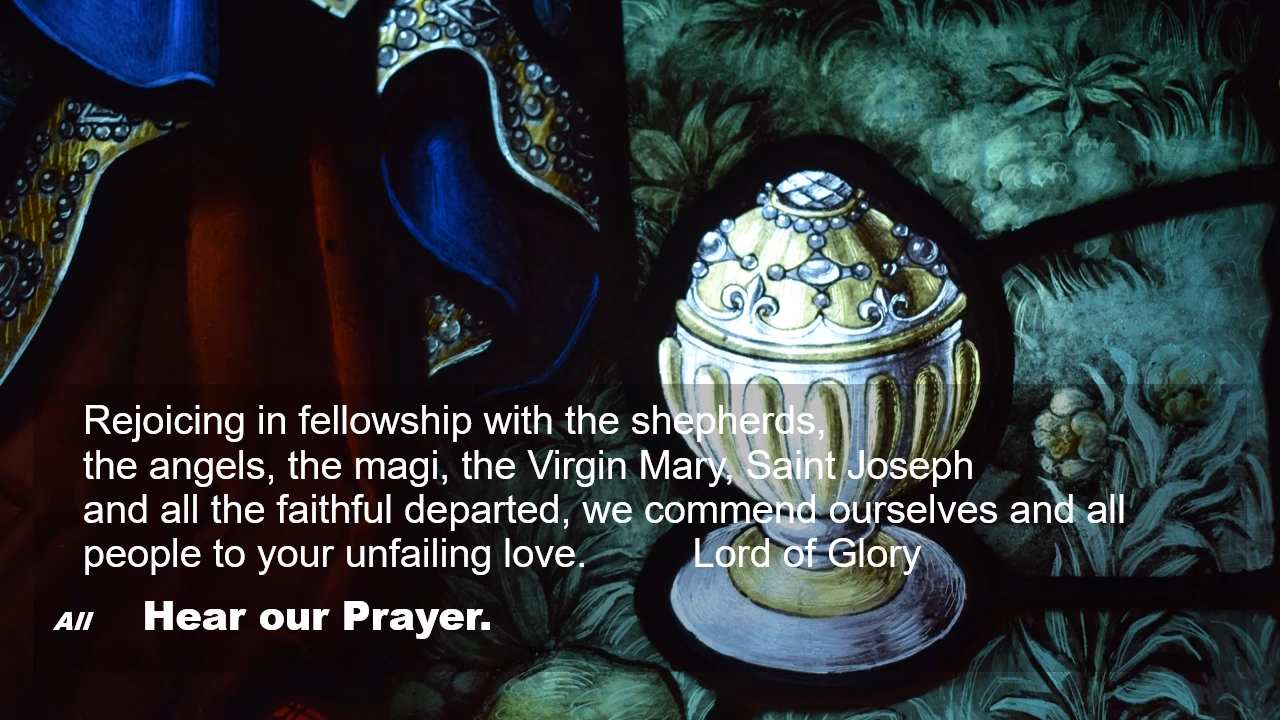 Rejoicing in fellowship with the shepherds,
the angels, the magi, the Virgin Mary, Saint Joseph
and all the faithful departed, we commend ourselves and all
people to your unfailing love. Lord of Glory
All Hear our Prayer.